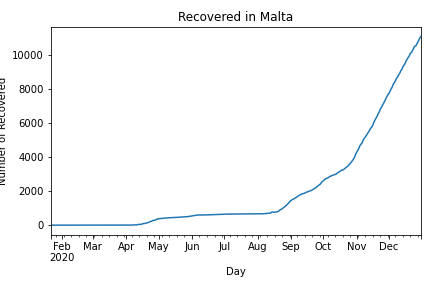 Recovered in Malta
Number of Recovered
10000
8000
6000
4000
2000
0
Feb Mar Apr May Jun Jul Aug Sep Oct Nov Dec
2020
Day